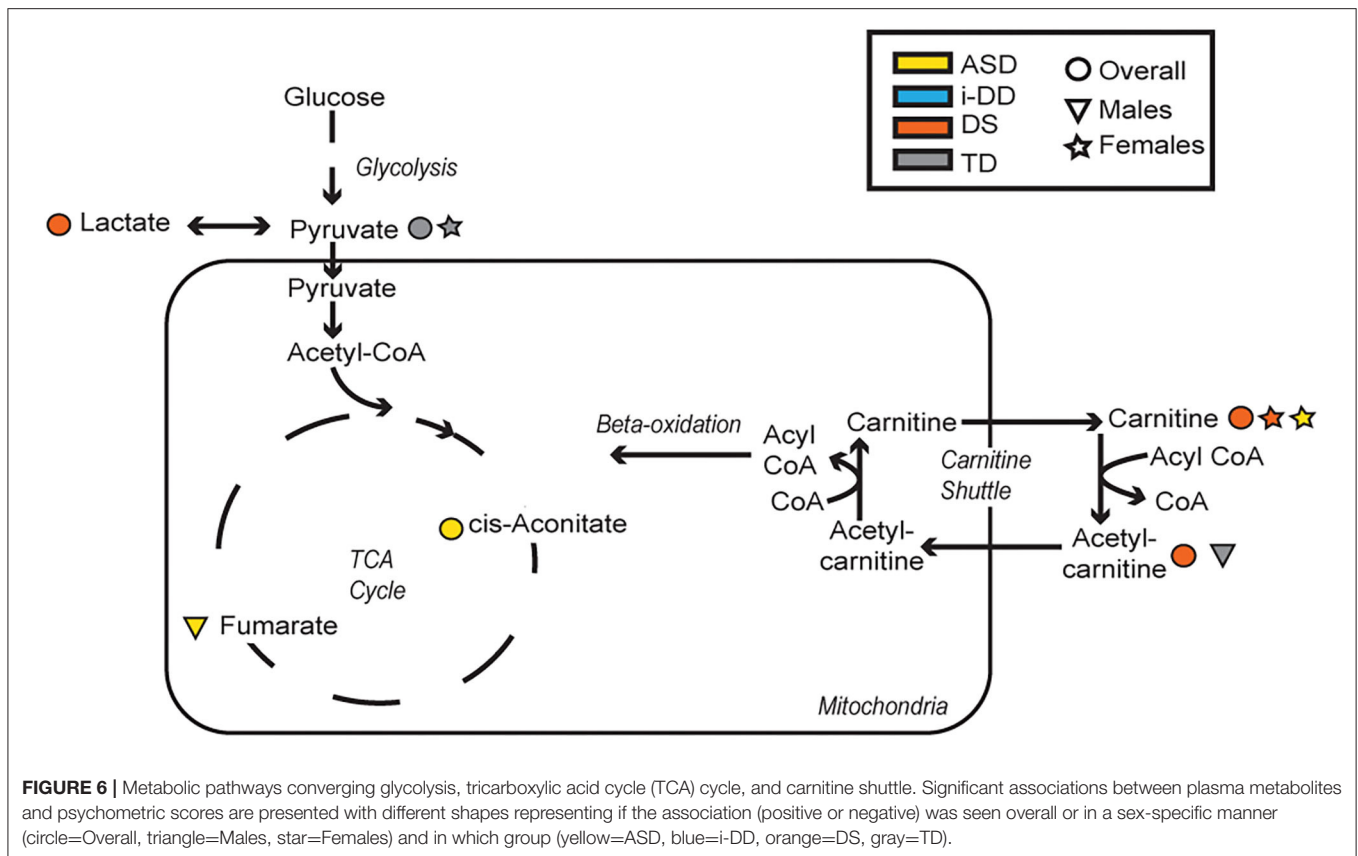 ASD
i-DD
DS
TD
Overall
Males
Females
Glucose
Glycolysis
Lactate
Pyruvate
Pyruvate
Acetyl-CoA
Beta-oxidation
Acyl
CoA
CoA
Carnitine
Acetyl-
carnitine
Carnitine
Shuttle
Carnitine
Acyl CoA
CoA
Acetyl-
carnitine
cis-Aconitate
TCA
Cycle
Fumarate
Mitochondria
FIGURE 6 | Metabolic pathways converging glycolysis, tricarboxylic acid cycle (TCA) cycle, and carnitine shuttle. Significant associations between plasma metabolites
and psychometric scores are presented with different shapes representing if the association (positive or negative) was seen overall or in a sex-specific manner
(circle=Overall, triangle=Males, star=Females) and in which group (yellow=ASD, blue=i-DD, orange=DS, gray=TD).